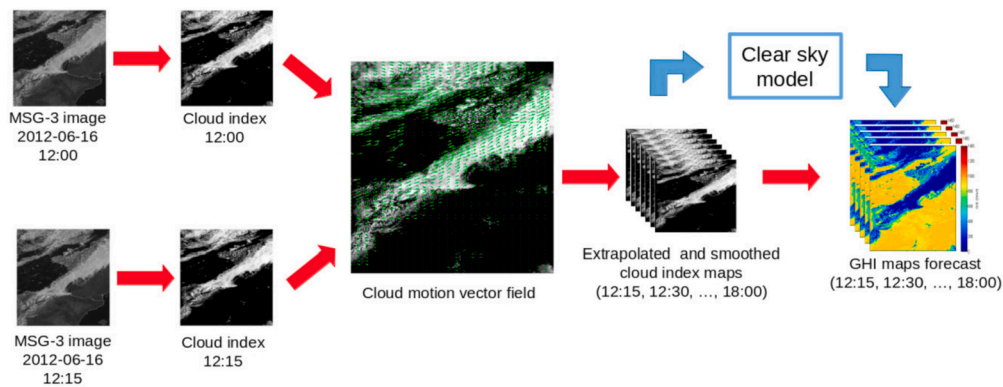 MSG-3 image
2012-06-16
12:00
Cloud index
12:00
MSG-3 image
2012-06-16
12:15
Cloud index
12:15
Cloud motion vector field
Extrapolated and smoothed
cloud index maps
(12:15, 12:30, ..., 18:00)
Clear sky
model
GHI maps forecast
(12:15, 12:30, ..., 18:00)